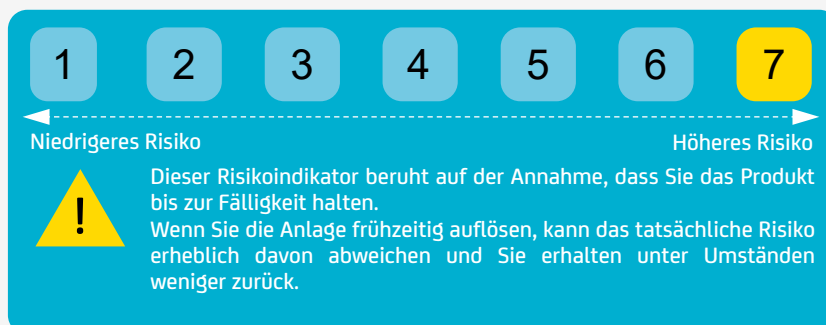 1 2 3 4 5 6 7
Niedrigeres Risiko Höheres Risiko
!
Dieser Risikoindikator beruht auf der Annahme, dass Sie das Produkt
bis zur Fälligkeit halten.
Wenn Sie die Anlage frühzeitig auflösen, kann das tatsächliche Risiko
erheblich davon abweichen und Sie erhalten unter Umständen
weniger zurück.